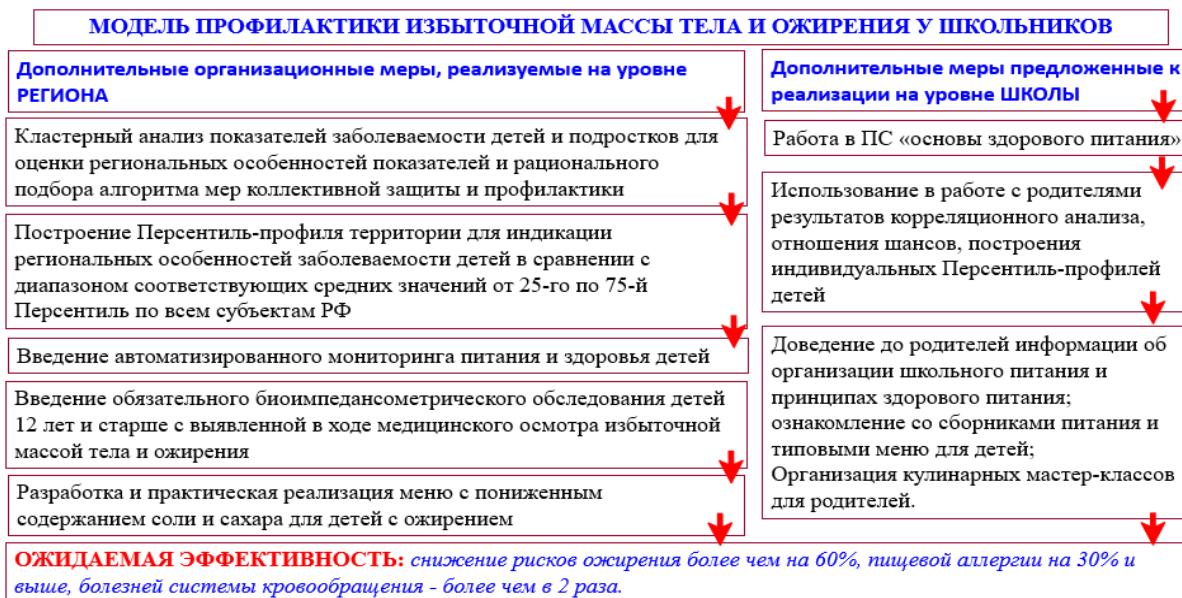 МОДЕЛЬ ПРОФИЛАКТИКИ ИЗБЫТОЧНОЙ МАССЫ ТЕЛА И ОЖИРЕНИЯ У ШКОЛЬНИКОВ
Дополнительные организационные меры, реализуемые на уровне
РЕГИОНА
Кластерный анализ показателей заболеваемости детей и подростков для
оценки региональных особенностей показателей и рационального
подбора алгоритма мер коллективной защиты и профилактики
Построение Персентиль-профиля территории для индикации
региональных особенностей заболеваемости детей в сравнении с
диапазоном соответствующих средних значений от 25-го по 75-й
Персентиль по всем субъектам РФ
Введение автоматизированного мониторинга питания и здоровья детей
Введение обязательного биоимпедансометрического обследования детей
12 лет и старше с выявленной в ходе медицинского осмотра избыточной
массой тела и ожирения
Разработка и практическая реализация меню с пониженным
содержанием соли и сахара для детей с ожирением
Дополнительные меры предложенные к
реализации на уровне ШКОЛЫ
Работа в ПС «основы здорового питания»
Использование в работе с родителями
результатов корреляционного анализа,
отношения шансов, построения
индивидуальных Персентиль-профилей
детей
Доведение до родителей информации об
организации школьного питания и
принципах здорового питания;
ознакомление со сборниками питания и
типовыми меню для детей;
Организация кулинарных мастер-классов
для родителей.
ОЖИДАЕМАЯ ЭФФЕКТИВНОСТЬ: снижение рисков ожирения более чем на 60%, пищевой аллергии на 30% и
выше, болезней системы кровообращения - более чем в 2 раза.